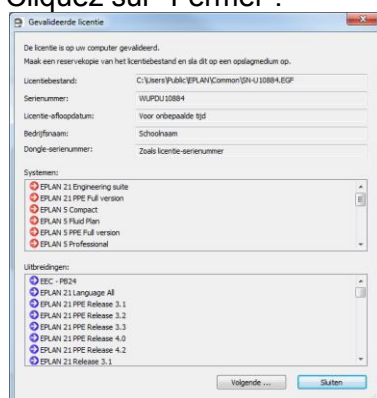 Cliquez sur "Fermer".
Gevalideerde licentie
De licentie is op uw computer gevalideerd.
Maak een reservekopie van het licentiebestand en sla dit op een opslagmedium op.
Licentiebestand: C:\Users\Public\EPLAN\Common\SN-U10884.EGF
Serienummer: WUPDU10884
Licentie-afloopdatum: Voor onbepaalde tijd
Bedrijfsnaam: Schoolnaam
Dongle-serienummer: Zoals licentie-serienummer
Systemen:
EPLAN 21 Engineering suite
EPLAN 21 PPE Full version
EPLAN 5 Compact
EPLAN 5 Fluid Plan
EPLAN 5 PPE Full version
EPLAN 5 Professional
Uitbreidingen:
EEC - PB24
EPLAN 21 Language All
EPLAN 21 PPE Release 3.1
EPLAN 21 PPE Release 3.2
EPLAN 21 PPE Release 3.3
EPLAN 21 PPE Release 4.0
EPLAN 21 PPE Release 4.2
EPLAN 21 Release 3.1
Volgende ... Sluiten